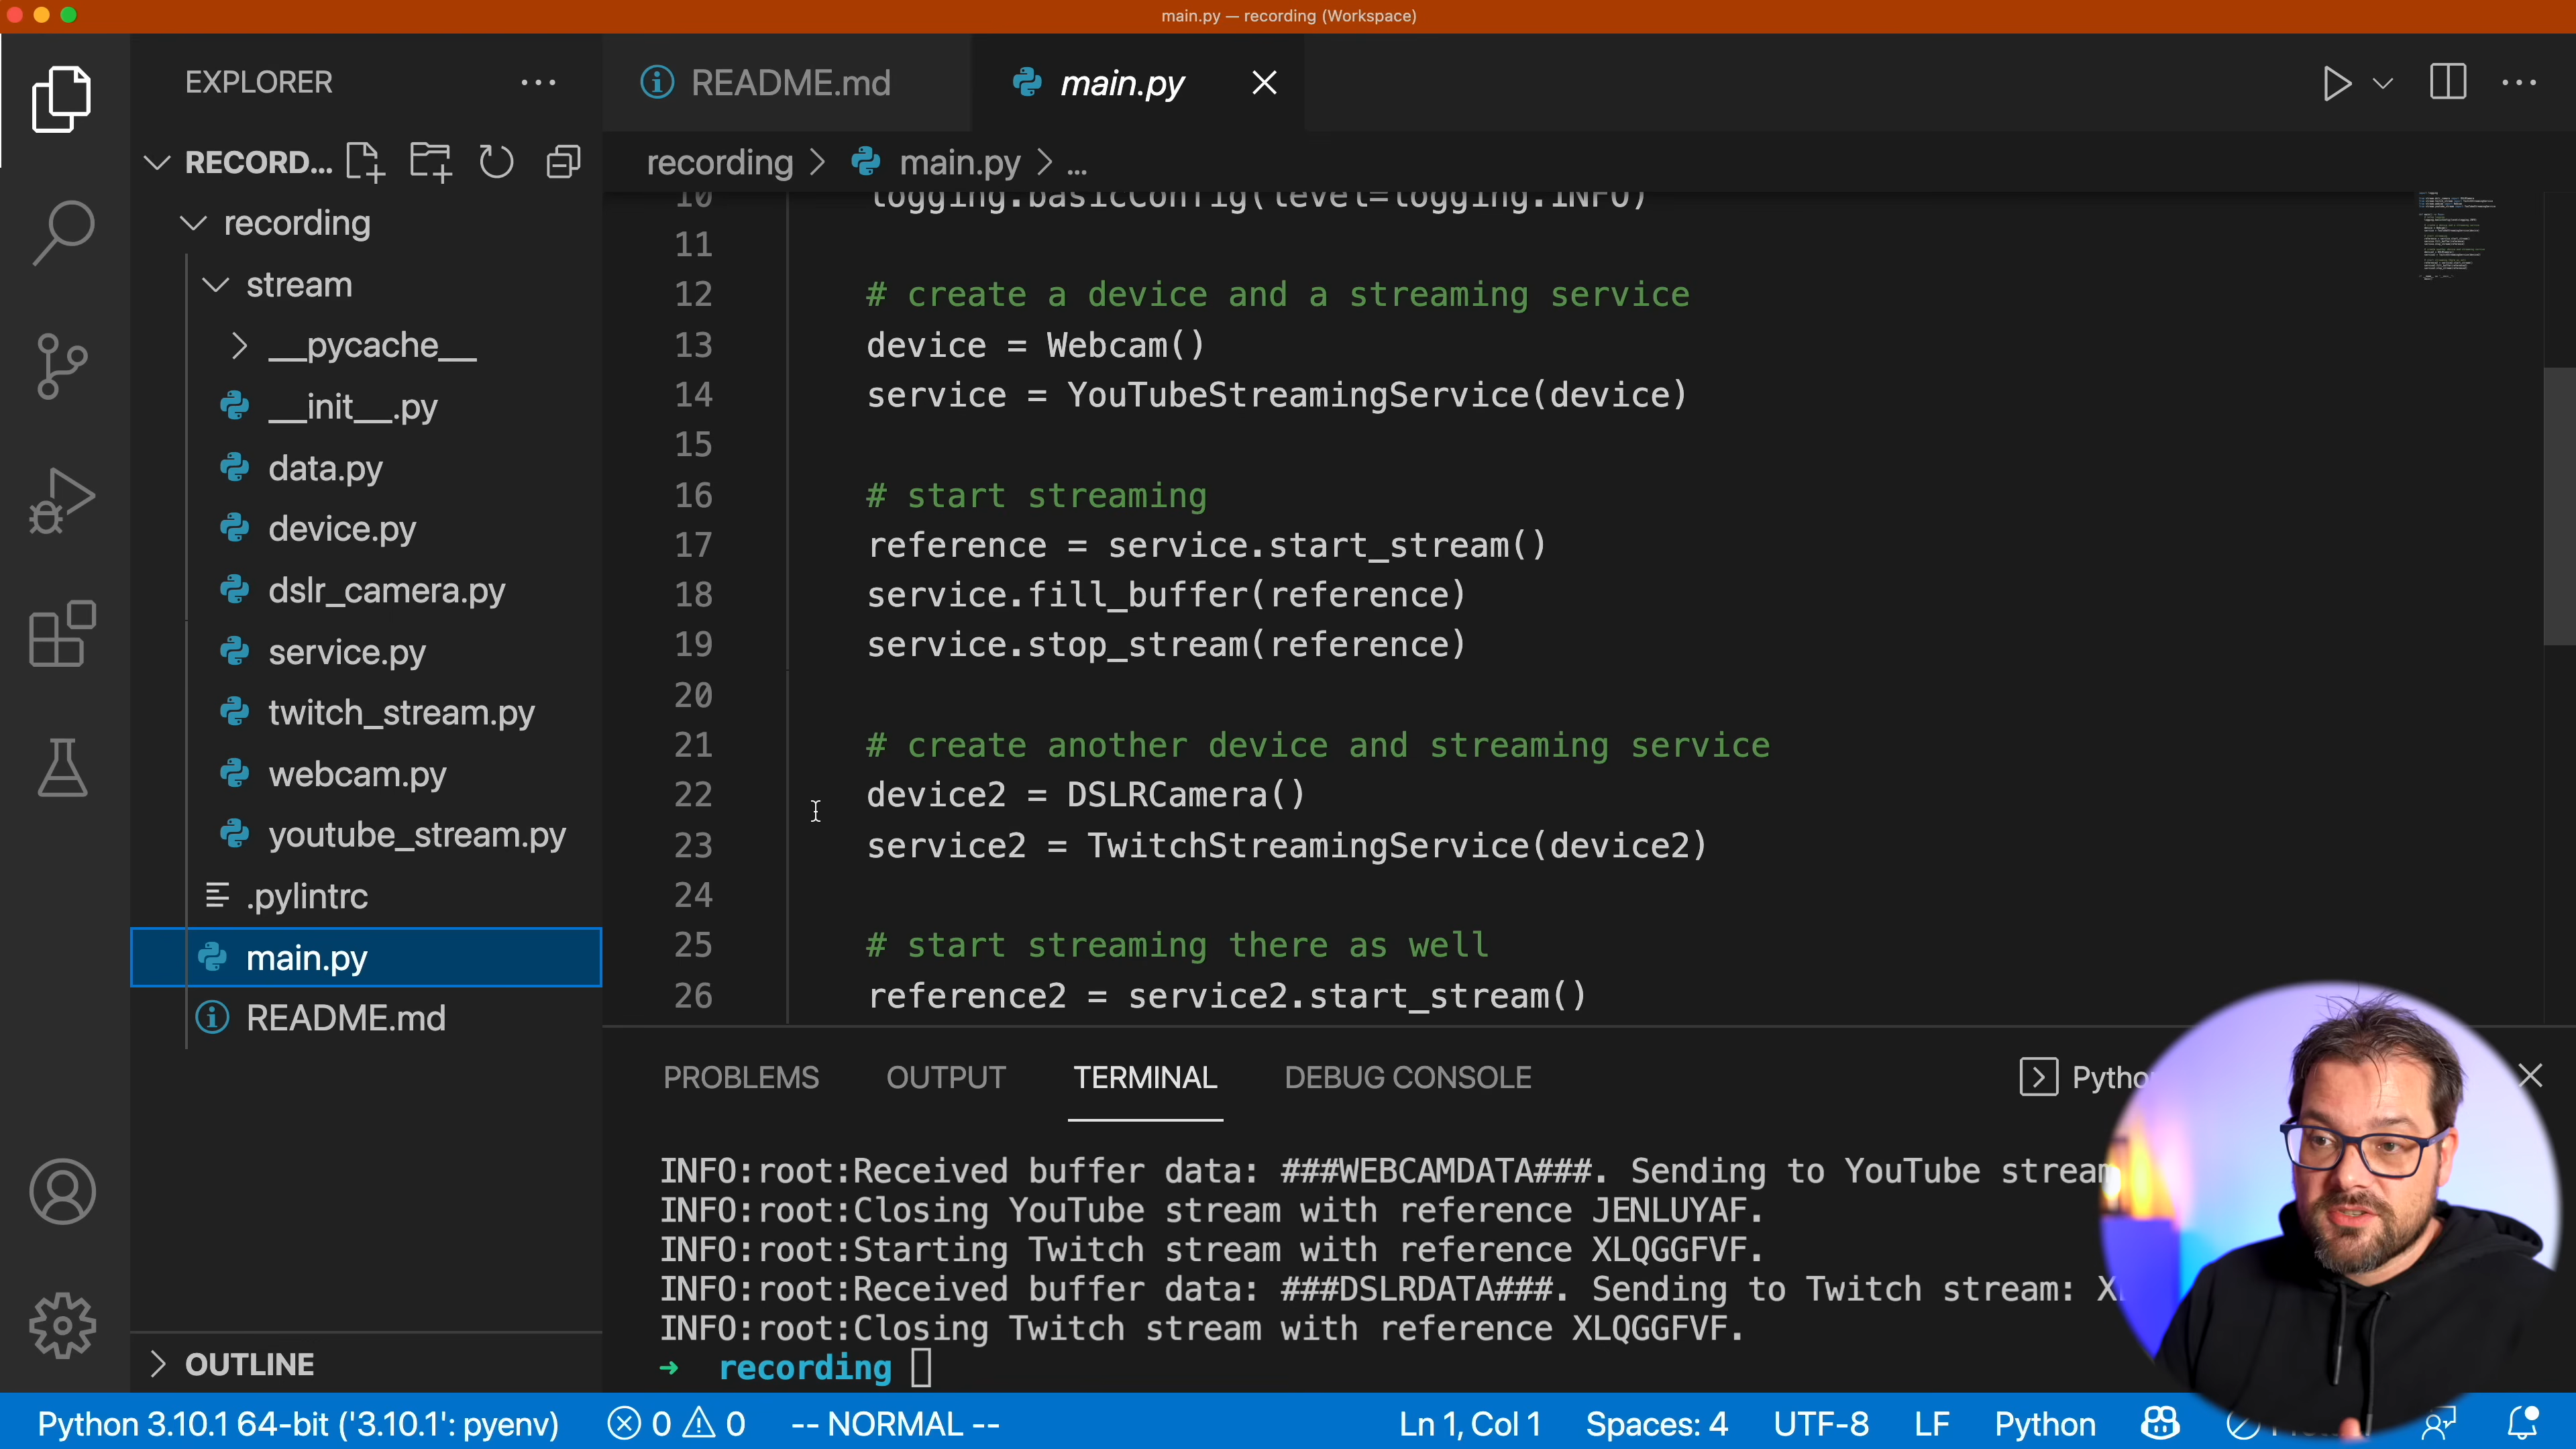 main.py — recording (Workspace)
EXPLORER
README.md
main.py
RECORD...
recording
main.py
...
recording
stream
__pycache__
__init__.py
data.py
device.py
dslr_camera.py
service.py
twitch_stream.py
webcam.py
youtube_stream.py
.pylintrc
main.py
README.md
OUTLINE
10 logging.basicConfig(level=logging.INFO)
11
12 # create a device and a streaming service
13 device = Webcam()
14 service = YouTubeStreamingService(device)
15
16 # start streaming
17 reference = service.start_stream()
18 service.fill_buffer(reference)
19 service.stop_stream(reference)
20
21 # create another device and streaming service
22 device2 = DSLRCamera()
23 service2 = TwitchStreamingService(device2)
24
25 # start streaming there as well
26 reference2 = service2.start_stream()
PROBLEMS OUTPUT TERMINAL DEBUG CONSOLE
INFO:root:Received buffer data: ###WEBCAMDATA###. Sending to YouTube stream
INFO:root:Closing YouTube stream with reference JENLUYAF.
INFO:root:Starting Twitch stream with reference XLQGGFVF.
INFO:root:Received buffer data: ###DSLRDATA###. Sending to Twitch stream:
INFO:root:Closing Twitch stream with reference XLQGGFVF.
➜ recording
Python 3.10.1 64-bit ('3.10.1': pyenv) 0 0 -- NORMAL -- Ln 1, Col 1 Spaces: 4 UTF-8 LF Python